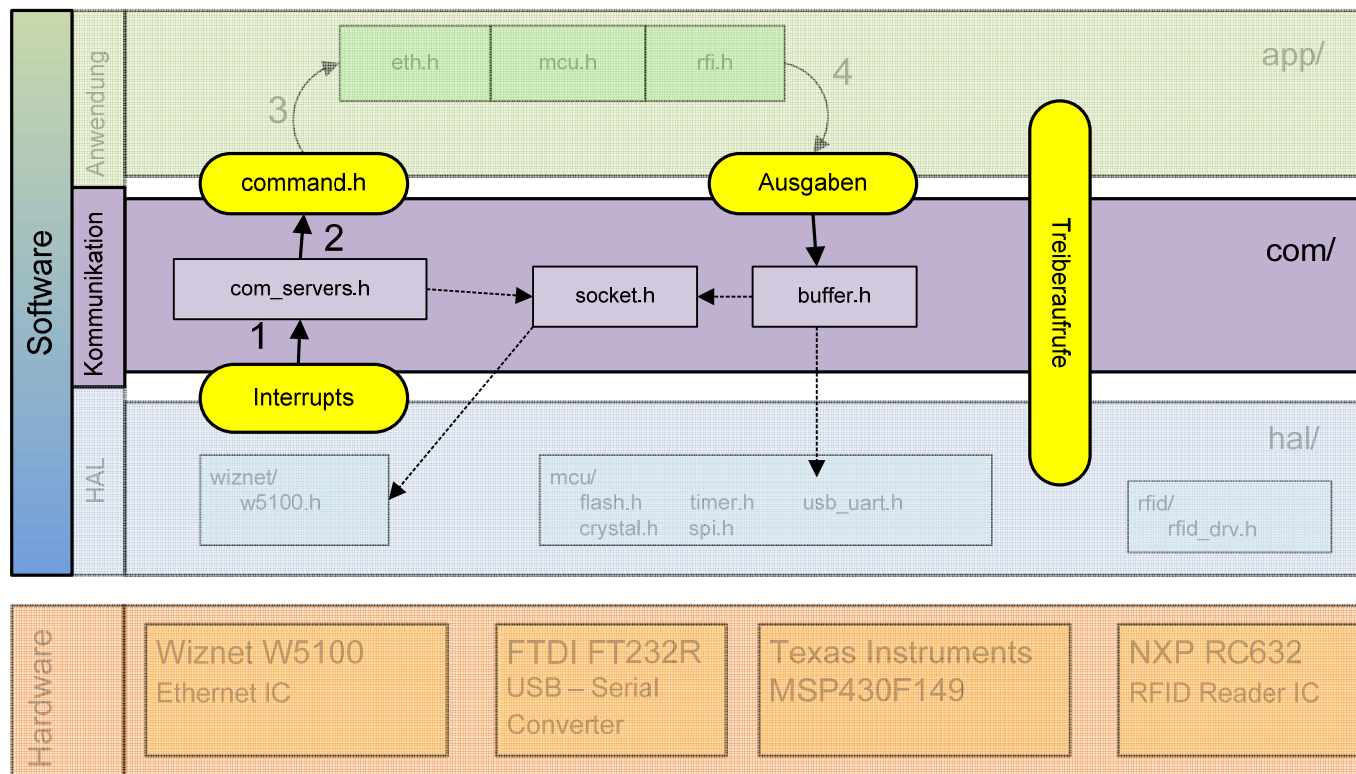 Software
Anwendung
app/
eth.h
mcu.h
rfi.h
3
4
command.h
Ausgaben
Treiberaufrufe
Kommunikation
com/
2
com_servers.h
socket.h
buffer.h
1
Interrupts
HAL
hal/
wiznet/
w5100.h
mcu/
flash.h timer.h usb_uart.h
crystal.h spi.h
rfid/
rfid_drv.h
Hardware
Wiznet W5100
Ethernet IC
FTDI FT232R
USB – Serial
Converter
Texas Instruments
MSP430F149
NXP RC632
RFID Reader IC